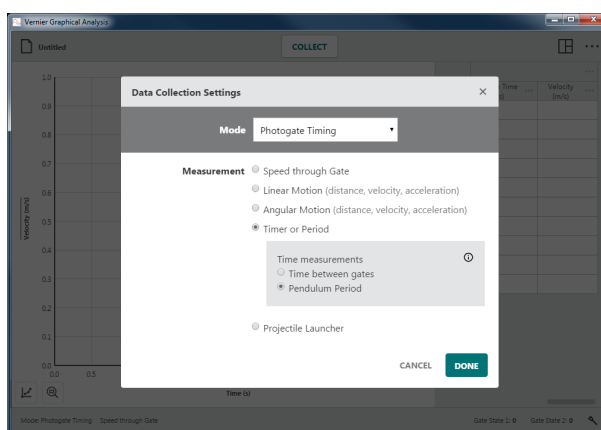 Vernier Graphical Analysis
Untitled
COLLECT
Time
Velocity
(m/s)
Data Collection Settings
Mode Photogate Timing
Measurement Speed through Gate
Linear Motion (distance, velocity, acceleration)
Angular Motion (distance, velocity, acceleration)
Timer or Period
Time measurements
Time between gates
Pendulum Period
Projectile Launcher
CANCEL DONE
Velocity (m/s)
1.0
0.9
0.8
0.7
0.6
0.5
0.4
0.3
0.2
0.1
0.0
0.0 0.5
Time (s)
Mode: Photogate Timing Speed through Gate
Gate State 1: 0 Gate State 2: 0